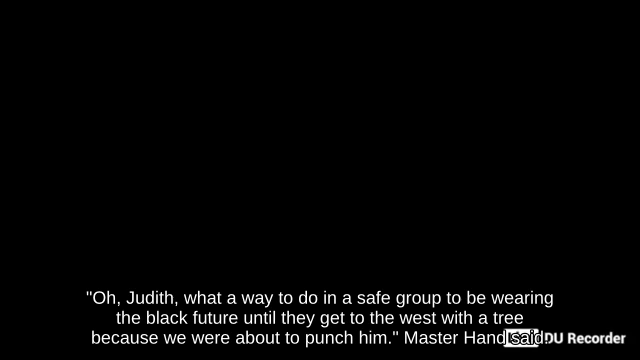 "Oh, Judith, what a way to do in a safe group to be wearing
the black future until they get to the west with a tree
because we were about to punch him." Master Hand said
DU Recorder